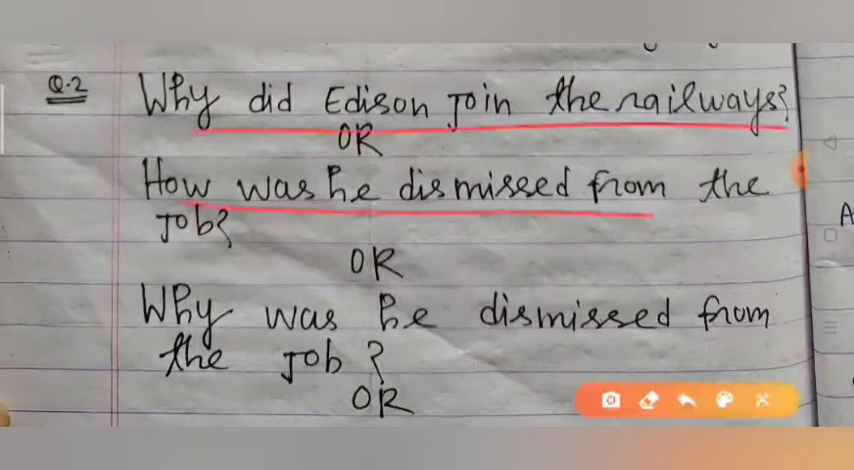 Q.2 Why did Edison Join the railways?
OR
How was he dismissed from the
Job?
OR
Why was he dismissed from
the Job?
OR
A